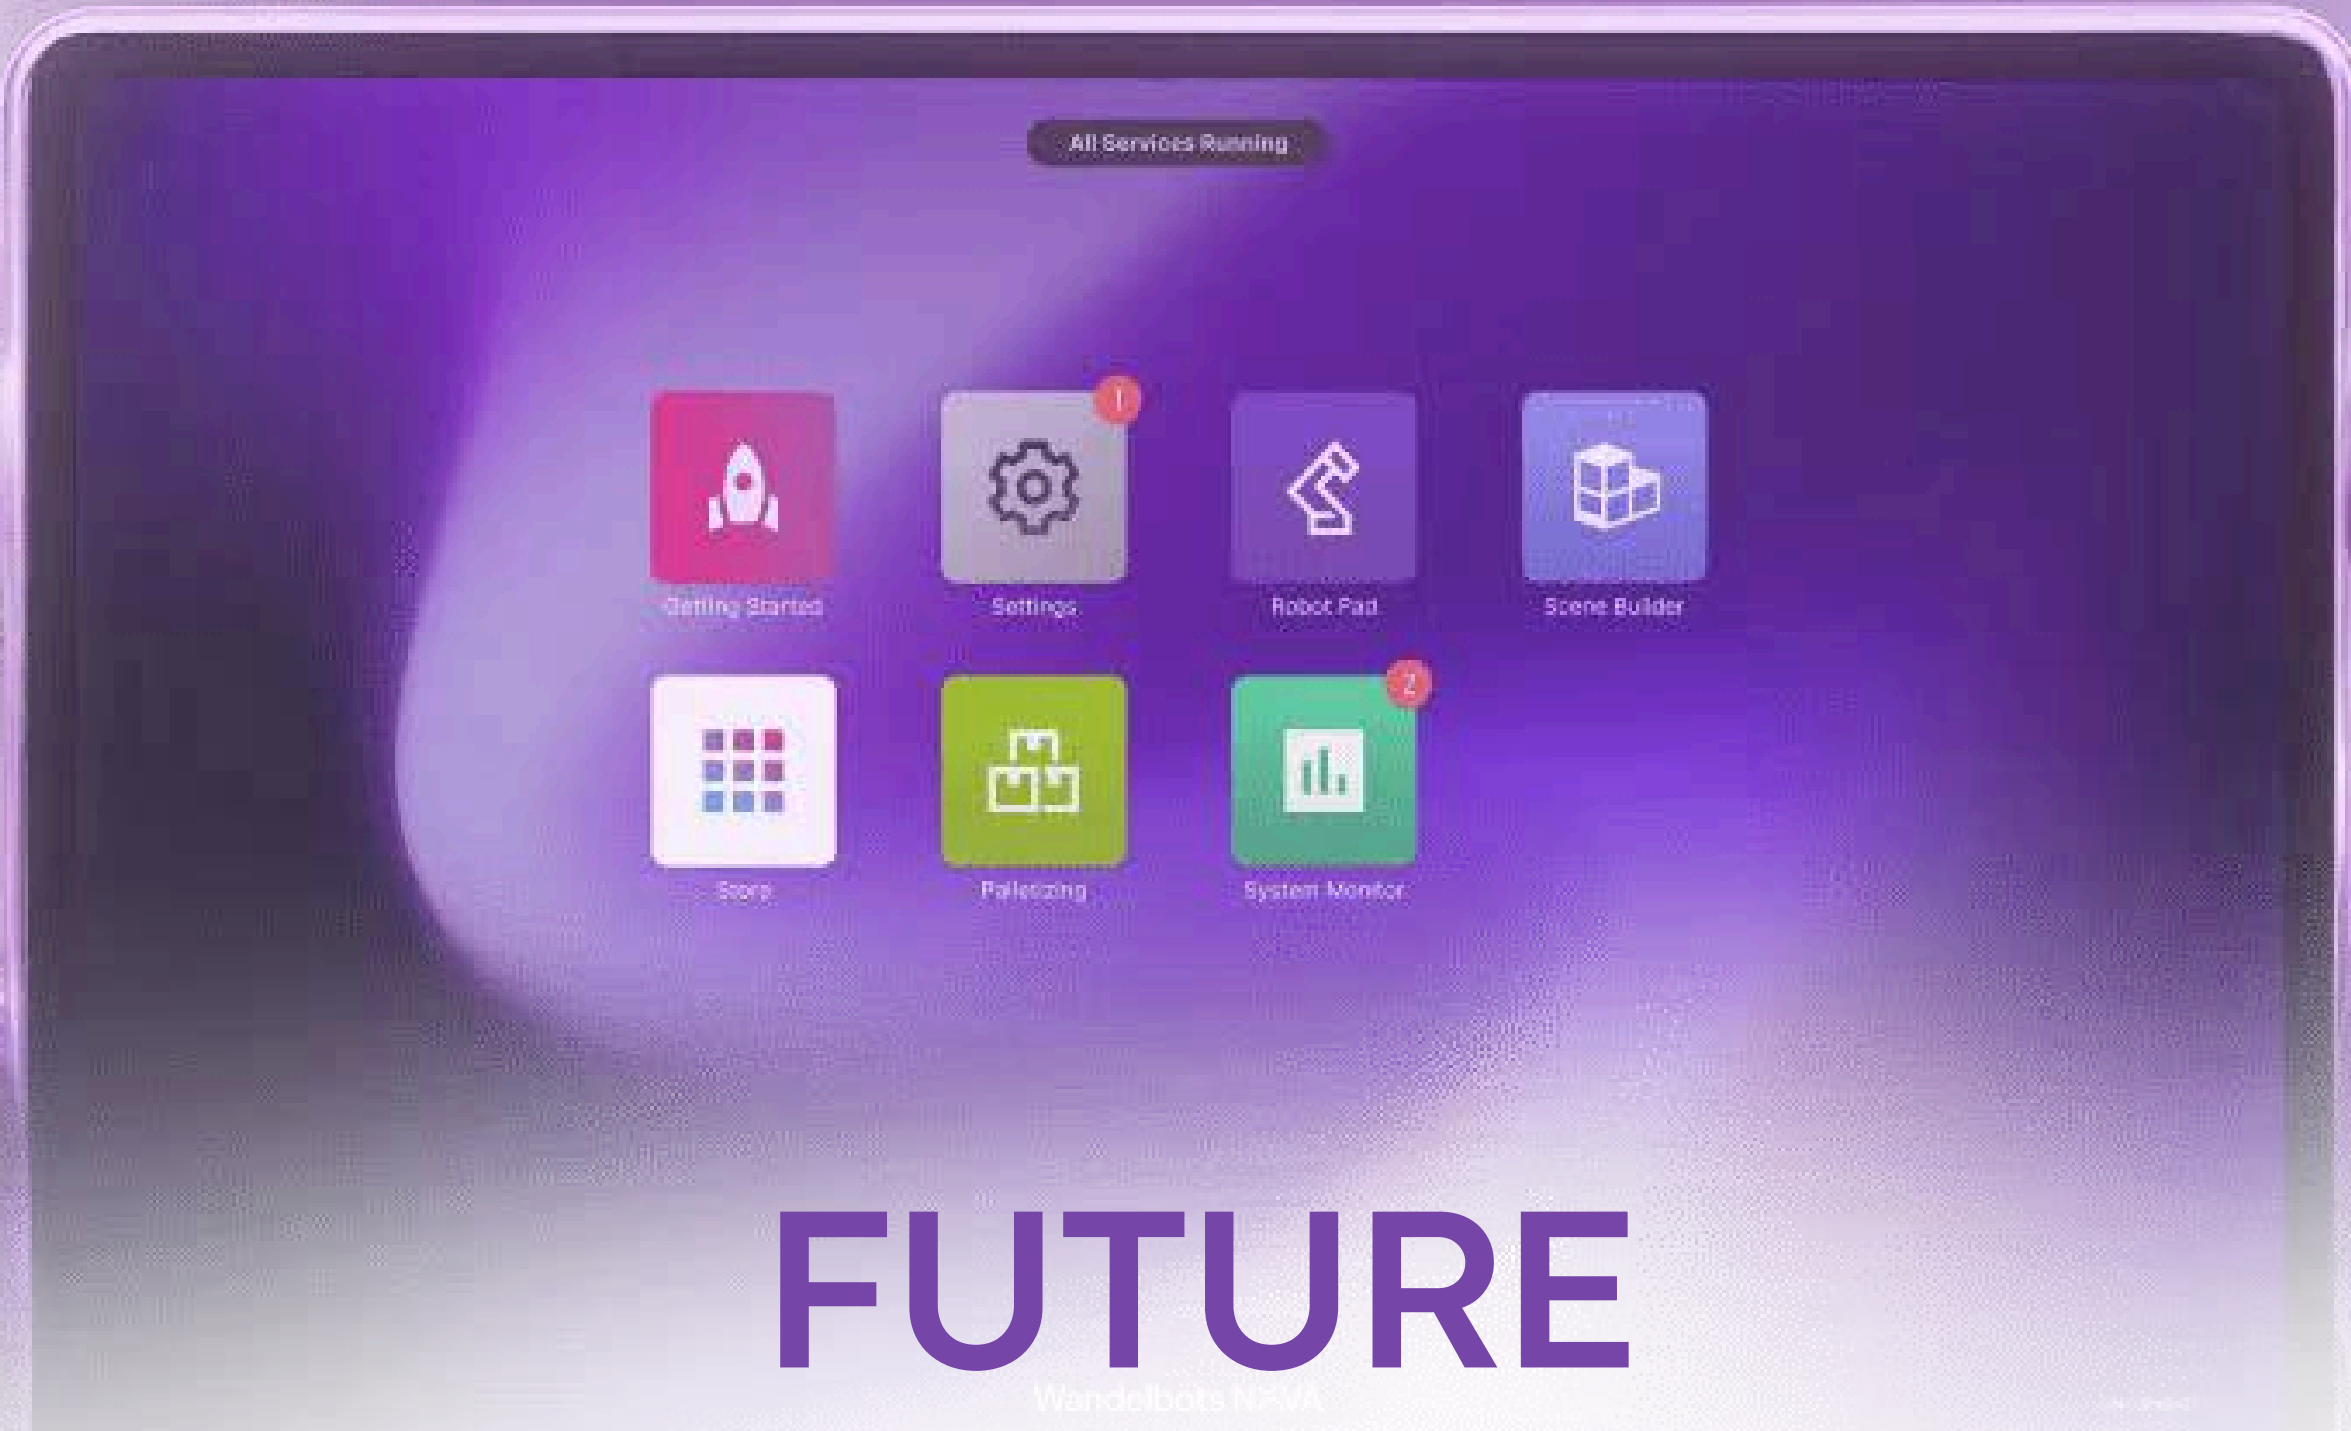 All Services Running
1
Getting Started
Settings
Robot Pad
Scene Builder
2
Store
Palletizing
System Monitor
FUTURE
Wandelbots NOVA